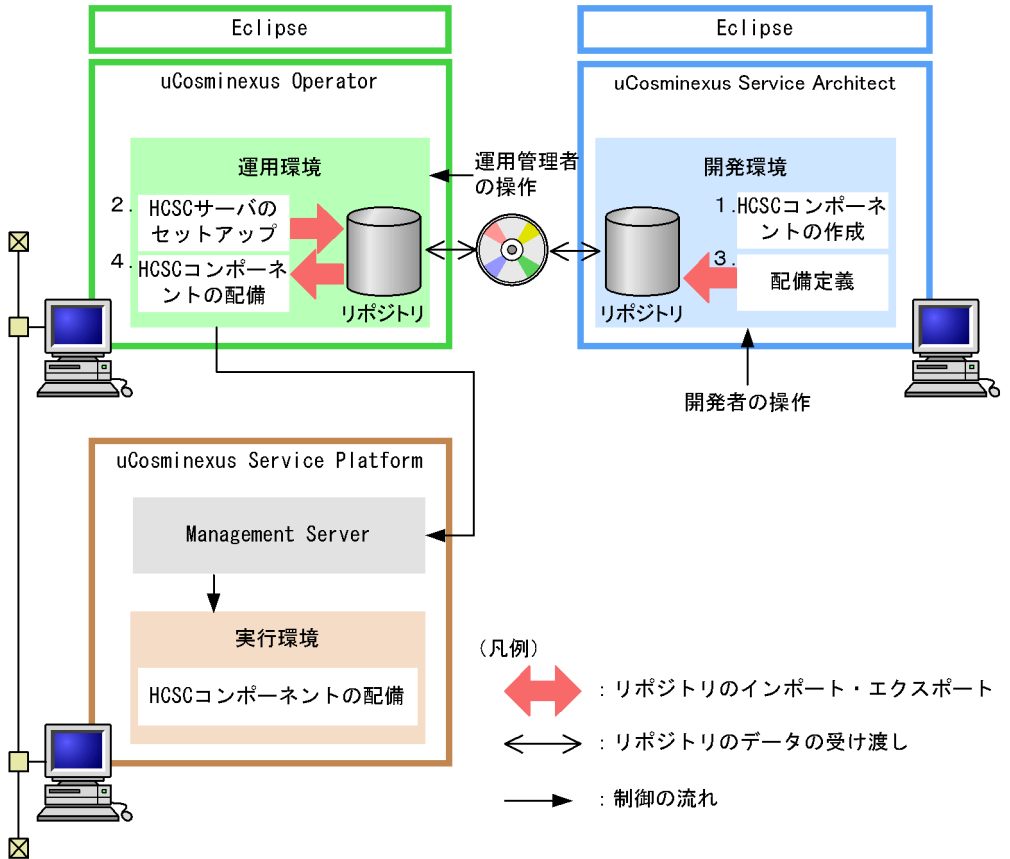 Eclipse
uCosminexus Operator
運用環境
2.
HCSCサーバの
セットアップ
4.
HCSCコンポーネ
ントの配備
リポジトリ
運用管理者
の操作
Eclipse
uCosminexus Service Architect
開発環境
1.
HCSCコンポーネ
ントの作成
3.
配備定義
リポジトリ
開発者の操作
uCosminexus Service Platform
Management Server
実行環境
HCSCコンポーネントの配備
（凡例）
：リポジトリのインポート・エクスポート
：リポジトリのデータの受け渡し
：制御の流れ